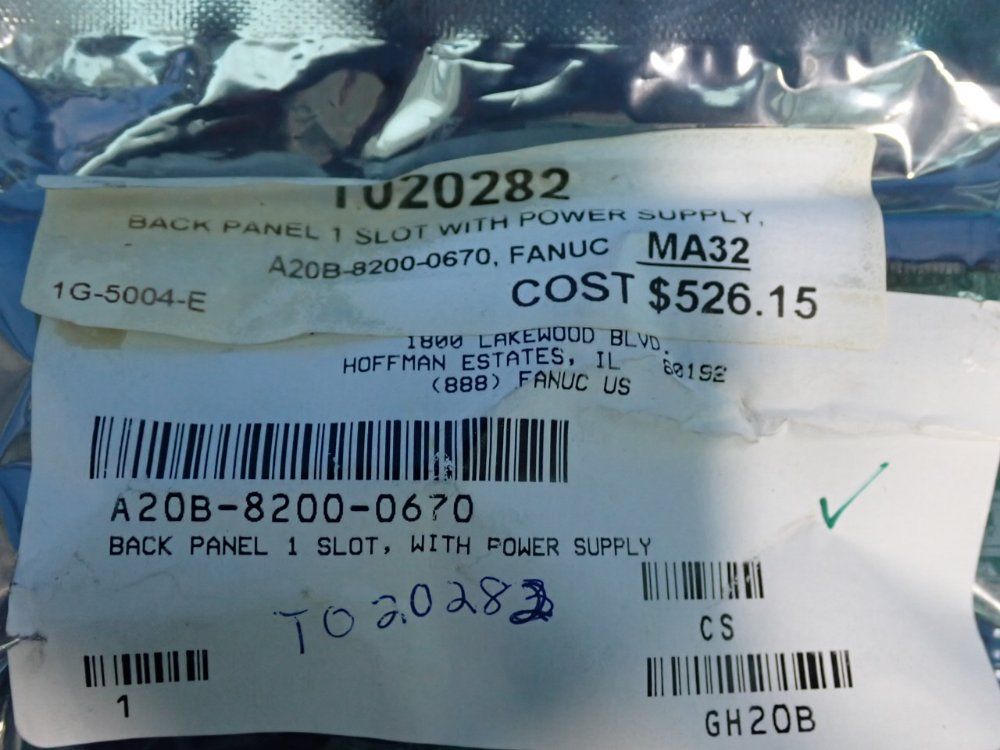 T020282
BACK PANEL 1 SLOT WITH POWER SUPPLY,
A20B-8200-0670, FANUC MA32
1G-5004-E COST $526.15
1800 LAKEWOOD BLVD.
HOFFMAN ESTATES, IL 60192
(888) FANUC US
A20B-8200-0670
BACK PANEL 1 SLOT, WITH POWER SUPPLY
T020282
CS
1
GH20B